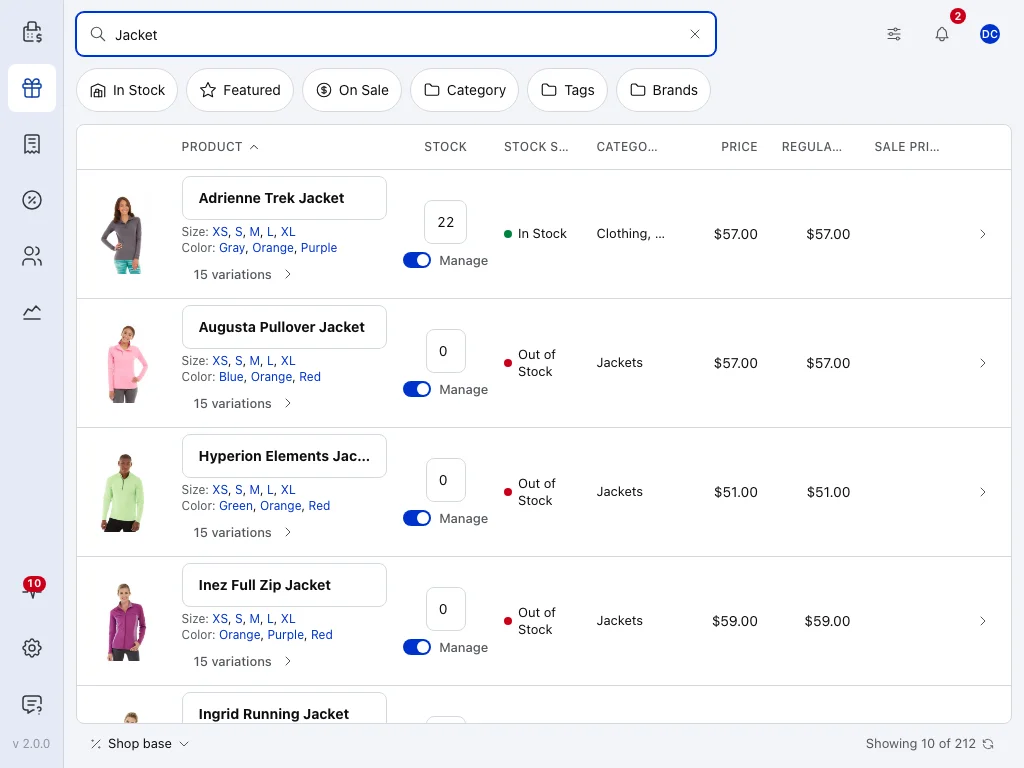 Jacket
2
DC
In Stock
Featured
On Sale
Category
Tags
Brands
PRODUCT
STOCK
STOCK S...
CATEGO...
PRICE
REGULA...
SALE PRI...
Adrienne Trek Jacket
Size: XS, S, M, L, XL
Color: Gray, Orange, Purple
15 variations
22
Manage
In Stock
Clothing, ...
$57.00
$57.00
Augusta Pullover Jacket
Size: XS, S, M, L, XL
Color: Blue, Orange, Red
15 variations
0
Manage
Out of
Stock
Jackets
$57.00
$57.00
Hyperion Elements Jac...
Size: XS, S, M, L, XL
Color: Green, Orange, Red
15 variations
0
Manage
Out of
Stock
Jackets
$51.00
$51.00
Inez Full Zip Jacket
Size: XS, S, M, L, XL
Color: Orange, Purple, Red
15 variations
0
Manage
Out of
Stock
Jackets
$59.00
$59.00
Ingrid Running Jacket
10
v 2.0.0
Shop base
Showing 10 of 212